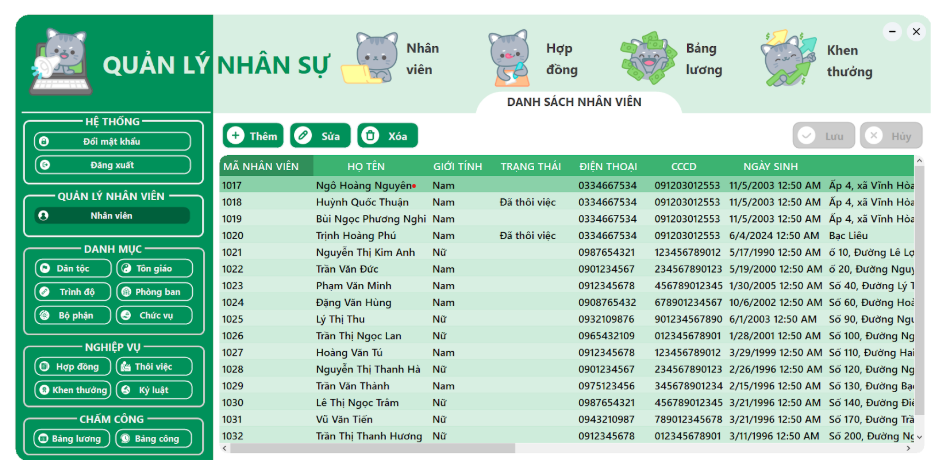 QUẢN LÝ NHÂN SỰ
Nhân viên
Hợp đồng
Bảng lương
Khen thưởng
DANH SÁCH NHÂN VIÊN
HỆ THỐNG
Đổi mật khẩu
Đăng xuất
QUẢN LÝ NHÂN VIÊN
Nhân viên
DANH MỤC
Dân tộc Tôn giáo
Trình độ Phòng ban
Bộ phận Chức vụ
NGHIỆP VỤ
Hợp đồng Thôi việc
Khen thưởng Kỷ luật
CHẤM CÔNG
Bảng lương Bảng công
Thêm Sửa Xóa Lưu Hủy
MÃ NHÂN VIÊN HỌ TÊN GIỚI TÍNH TRẠNG THÁI ĐIỆN THOẠI CCCD NGÀY SINH
1017 Ngô Hoảng Nguyên Nam 0334667534 091203012553 11/5/2003 12:50 AM Ấp 4, xã Vĩnh Hòa
1018 Huỳnh Quốc Thuận Nam Đã thôi việc 0334667534 091203012553 11/5/2003 12:50 AM Ấp 4, xã Vĩnh Hòa
1019 Bùi Ngọc Phương Nghi Nam 0334667534 091203012553 11/5/2003 12:50 AM Ấp 4, xã Vĩnh Hòa
1020 Trịnh Hoàng Phú Nam Đã thôi việc 0334667534 091203012553 6/4/2024 12:50 AM Bạc Liêu
1021 Nguyễn Thị Kim Anh Nữ 0987654321 123456789012 5/17/1990 12:50 AM ố 10, Đường Lê Lợ
1022 Trần Văn Đức Nam 0901234567 234567890123 5/19/2000 12:50 AM ố 20, Đường Nguy
1023 Phạm Văn Minh Nam 0912345678 456789012345 1/30/2005 12:50 AM Số 40, Đường Lý T
1024 Đặng Văn Hùng Nam 0908765432 678901234567 10/6/2002 12:50 AM Số 60, Đường Hoà
1025 Lý Thị Thu Nữ 0932109876 901234567890 6/1/2003 12:50 AM Số 90, Đường Ngu
1026 Trần Thị Ngọc Lan Nữ 0965432109 012345678901 1/28/2001 12:50 AM Số 100, Đường Ng
1027 Hoàng Văn Tú Nam 0912345678 123456789012 3/29/1999 12:50 AM Số 110, Đường Hai
1028 Nguyễn Thị Thanh Hà Nữ 0901234567 234567890123 2/26/1996 12:50 AM Số 120, Đường Ng
1029 Trần Văn Thành Nam 0975123456 345678901234 2/15/1996 12:50 AM Số 130, Đường Bạ
1030 Lê Thị Ngọc Trâm Nữ 0987654321 456789012345 3/21/1996 12:50 AM Số 140, Đường Điệ
1031 Vũ Văn Tiến Nữ 0943210987 789012345678 3/21/1996 12:50 AM Số 170, Đường Trầ
1032 Trần Thị Thanh Hương Nữ 0912345678 012345678901 3/11/1996 12:50 AM Số 200, Đường Ng